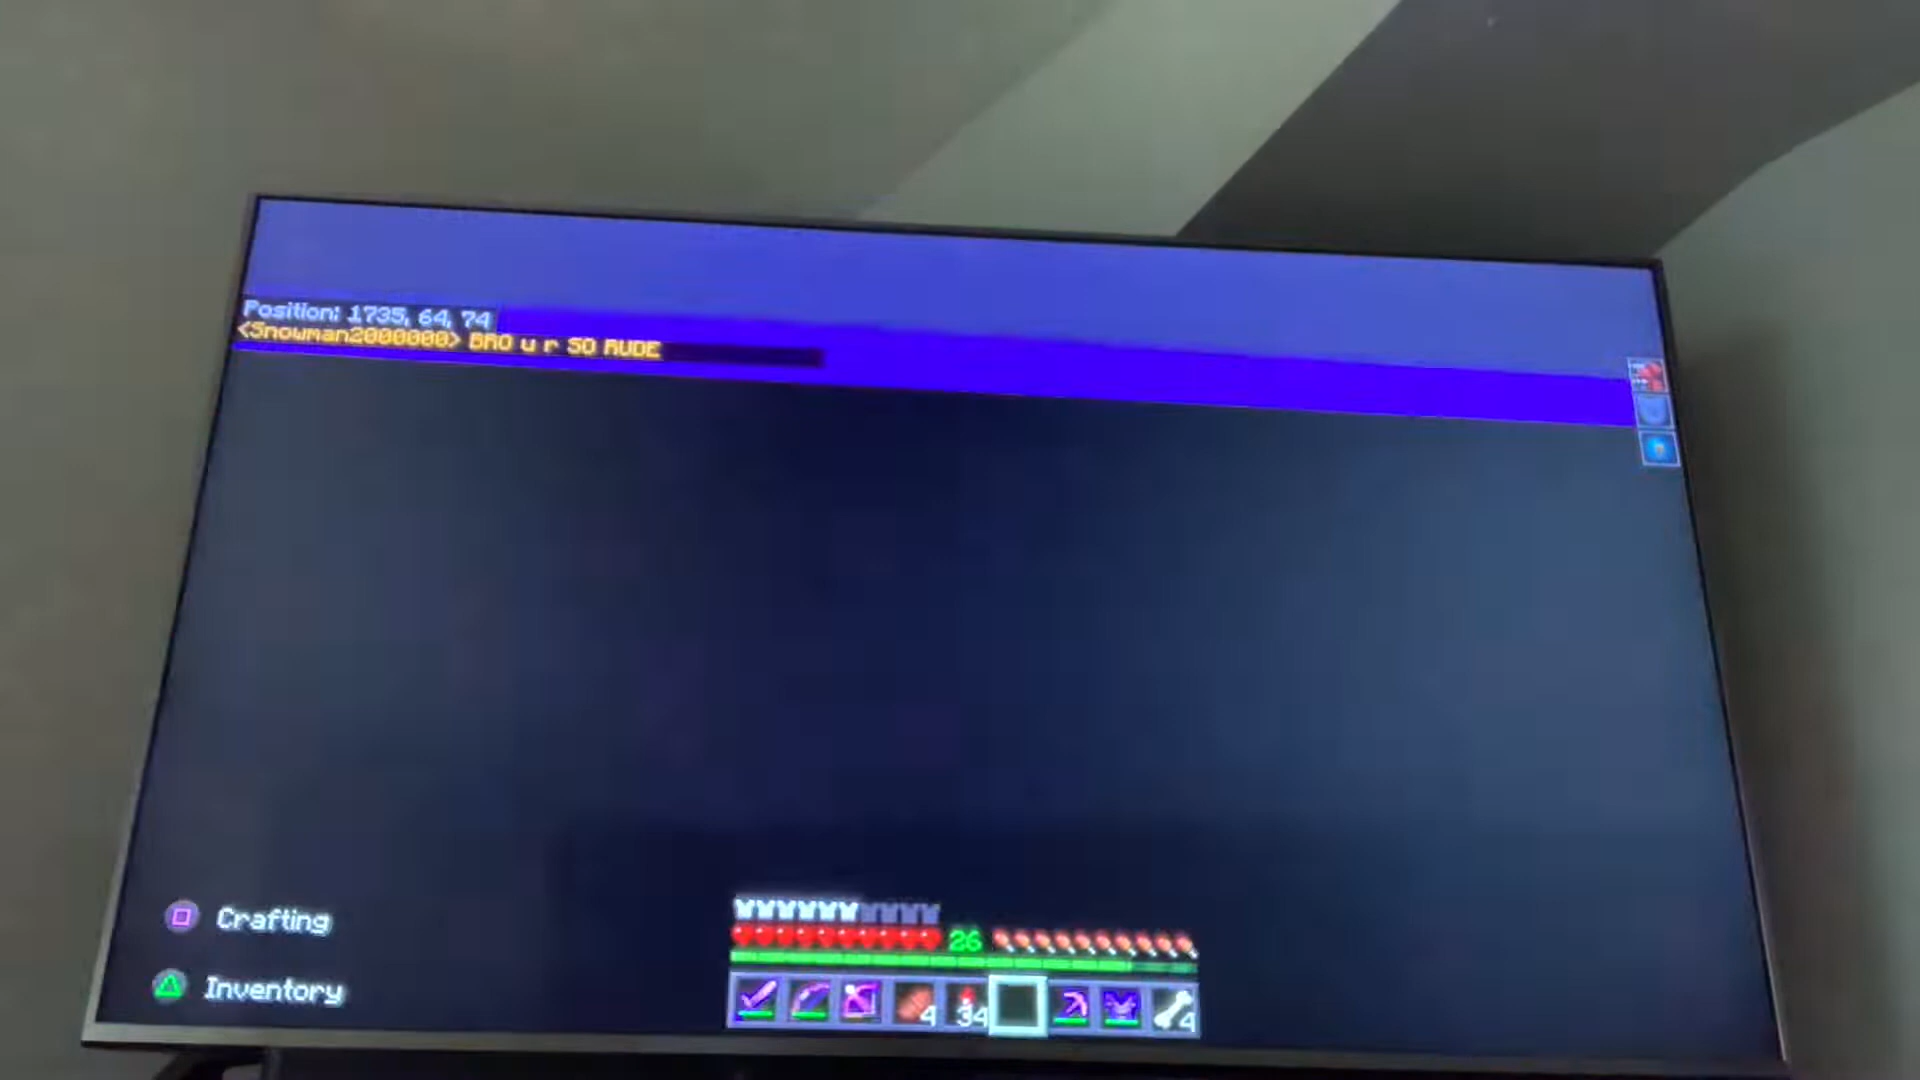 Position: 1735, 64, 74
<Snowman2000000> BRO u r SO RUDE
Crafting
26
Inventory
4
34
4